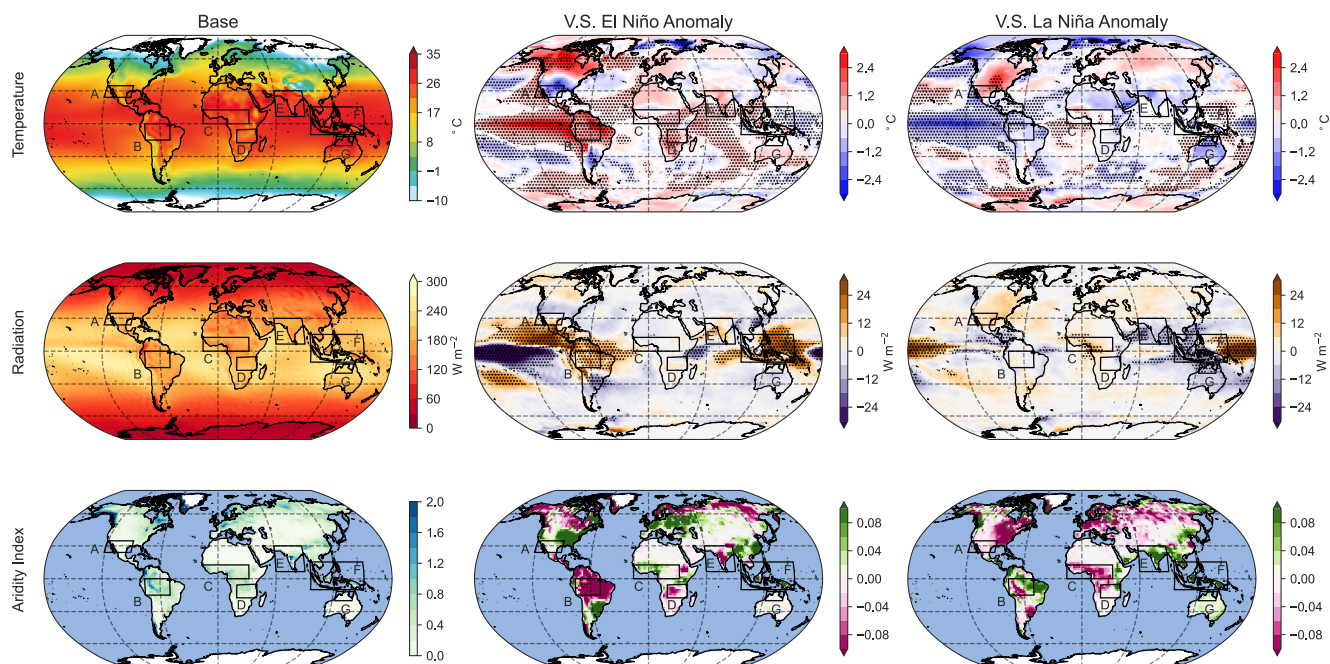 Base
V.S. El Niño Anomaly
V.S. La Niña Anomaly
Temperature
A
B
C
D
E
F
G
35
26
17
8
−1
−10
° C
A
B
C
D
E
F
G
2.4
1.2
0.0
−1.2
−2.4
° C
A
B
C
D
E
F
G
2.4
1.2
0.0
−1.2
−2.4
° C
Radiation
A
B
C
D
E
F
G
300
240
180
120
60
0
W m−2
A
B
C
D
E
F
G
24
12
0
−12
−24
W m−2
A
B
C
D
E
F
G
24
12
0
−12
−24
W m−2
Aridity Index
A
B
C
D
E
F
G
2.0
1.6
1.2
0.8
0.4
0.0
A
B
C
D
E
F
G
0.08
0.04
0.00
−0.04
−0.08
A
B
C
D
E
F
G
0.08
0.04
0.00
−0.04
−0.08